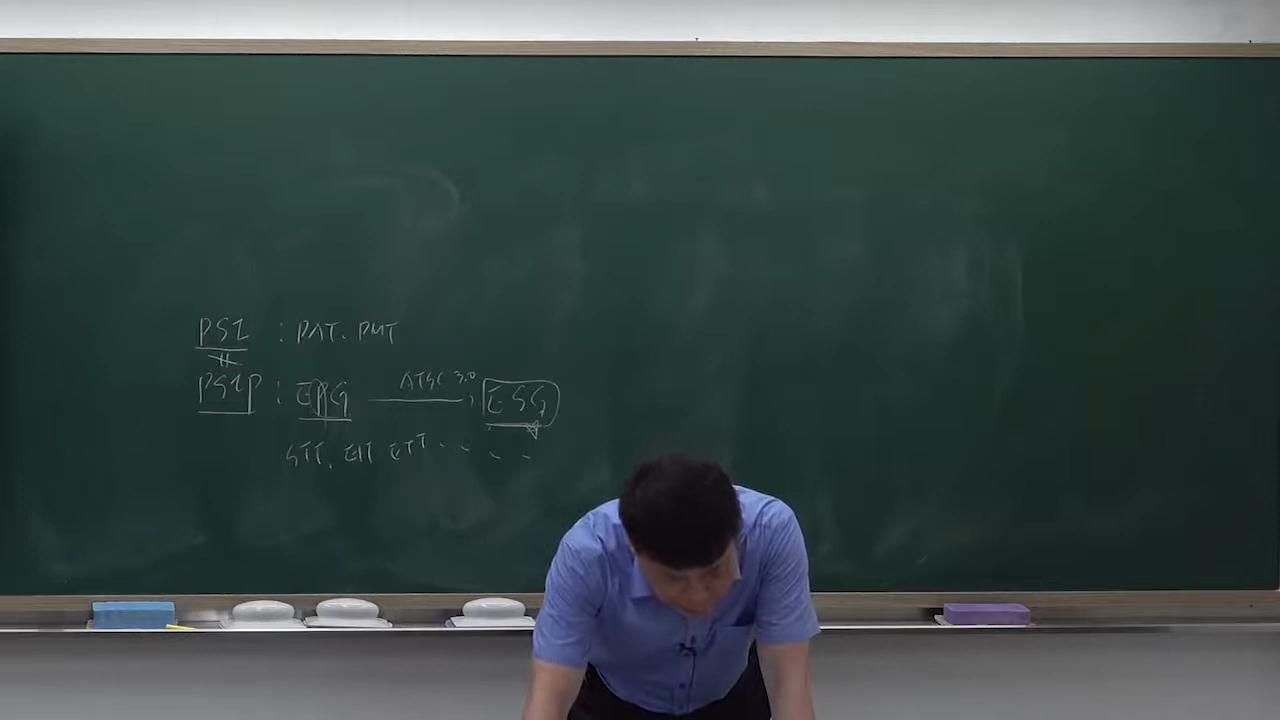 PSI : PAT. PMT
PSIP : EPG ATSC 3.0 ESG
STT. EIT ETT . . . .